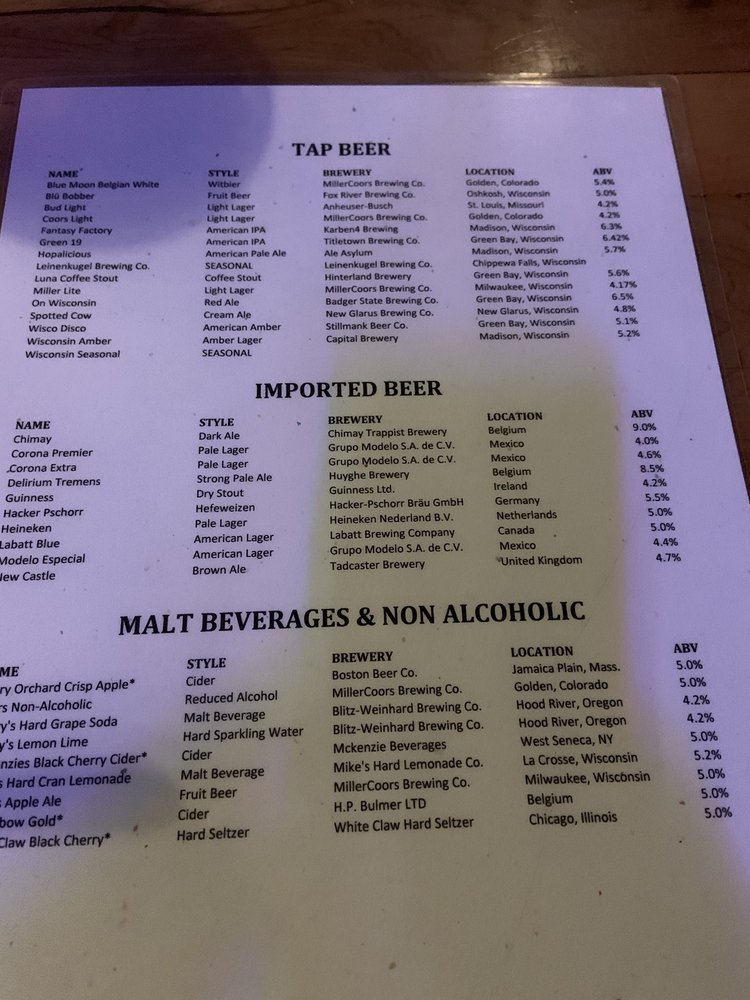 TAP BEER
NAME STYLE BREWERY LOCATION ABV
Blue Moon Belgian White Witbier MillerCoors Brewing Co. Golden, Colorado 5.4%
Blü Bobber Fruit Beer Fox River Brewing Co. Oshkosh, Wisconsin 5.0%
Bud Light Light Lager Anheuser-Busch St. Louis, Missouri 4.2%
Coors Light Light Lager MillerCoors Brewing Co. Golden, Colorado 4.2%
Fantasy Factory American IPA Karben4 Brewing Madison, Wisconsin 6.3%
Green 19 American IPA Titletown Brewing Co. Green Bay, Wisconsin 6.42%
Hopalicious American Pale Ale Ale Asylum Madison, Wisconsin 5.7%
Leinenkugel Brewing Co. SEASONAL Leinenkugel Brewing Co. Chippewa Falls, Wisconsin
Luna Coffee Stout Coffee Stout Hinterland Brewery Green Bay, Wisconsin 5.6%
Miller Lite Light Lager MillerCoors Brewing Co. Milwaukee, Wisconsin 4.17%
On Wisconsin Red Ale Badger State Brewing Co. Green Bay, Wisconsin 6.5%
Spotted Cow Cream Ale New Glarus Brewing Co. New Glarus, Wisconsin 4.8%
Wisco Disco American Amber Stillmank Beer Co. Green Bay, Wisconsin 5.1%
Wisconsin Amber Amber Lager Capital Brewery Madison, Wisconsin 5.2%
Wisconsin Seasonal SEASONAL
IMPORTED BEER
NAME STYLE BREWERY LOCATION ABV
Chimay Dark Ale Chimay Trappist Brewery Belgium 9.0%
Corona Premier Pale Lager Grupo Modelo S.A. de C.V. Mexico 4.0%
Corona Extra Pale Lager Grupo Modelo S.A. de C.V. Mexico 4.6%
Delirium Tremens Strong Pale Ale Huyghe Brewery Belgium 8.5%
Guinness Dry Stout Guinness Ltd. Ireland 4.2%
Hacker Pschorr Hefeweizen Hacker-Pschorr Bräu GmbH Germany 5.5%
Heineken Pale Lager Heineken Nederland B.V. Netherlands 5.0%
Labatt Blue American Lager Labatt Brewing Company Canada 5.0%
Modelo Especial American Lager Grupo Modelo S.A. de C.V. Mexico 4.4%
New Castle Brown Ale Tadcaster Brewery United Kingdom 4.7%
MALT BEVERAGES & NON ALCOHOLIC
ME STYLE BREWERY LOCATION ABV
ry Orchard Crisp Apple* Cider Boston Beer Co. Jamaica Plain, Mass. 5.0%
rs Non-Alcoholic Reduced Alcohol MillerCoors Brewing Co. Golden, Colorado 5.0%
ry's Hard Grape Soda Malt Beverage Blitz-Weinhard Brewing Co. Hood River, Oregon 4.2%
y's Lemon Lime Hard Sparkling Water Blitz-Weinhard Brewing Co. Hood River, Oregon 4.2%
nzies Black Cherry Cider* Cider Mckenzie Beverages West Seneca, NY 5.0%
s Hard Cran Lemonade Malt Beverage Mike's Hard Lemonade Co. La Crosse, Wisconsin 5.2%
s Apple Ale Fruit Beer MillerCoors Brewing Co. Milwaukee, Wisconsin 5.0%
bow Gold* Cider H.P. Bulmer LTD Belgium 5.0%
Claw Black Cherry* Hard Seltzer White Claw Hard Seltzer Chicago, Illinois 5.0%